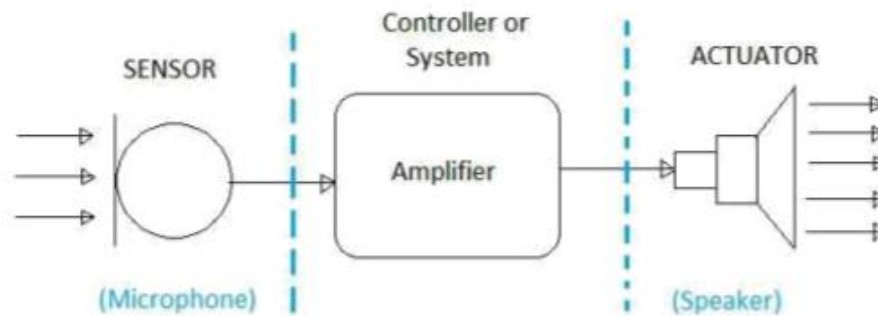 Controller or
System
SENSOR
ACTUATOR
Amplifier
(Microphone)
(Speaker)